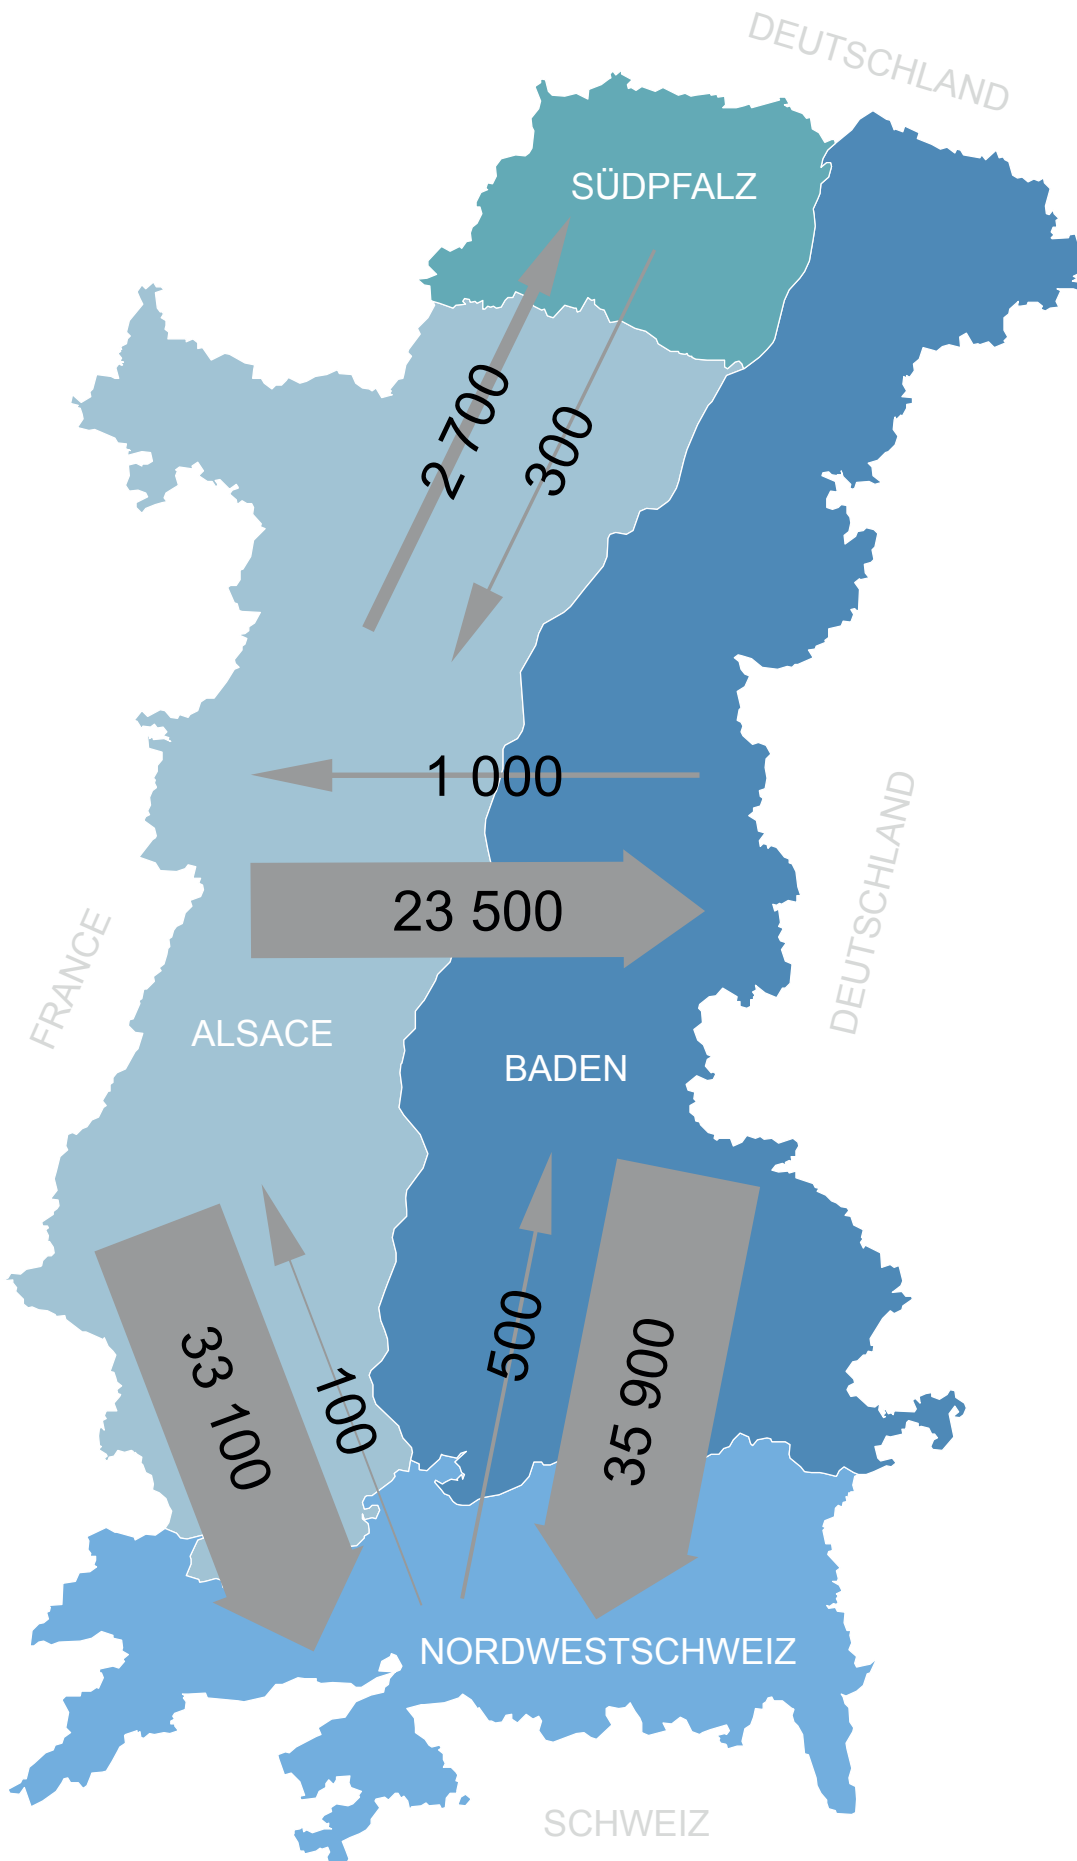 DEUTSCHLAND
SÜDPFALZ
2 700
300
1 000
23 500
FRANCE
DEUTSCHLAND
ALSACE
BADEN
33 100
100
500
35 900
NORDWESTSCHWEIZ
SCHWEIZ